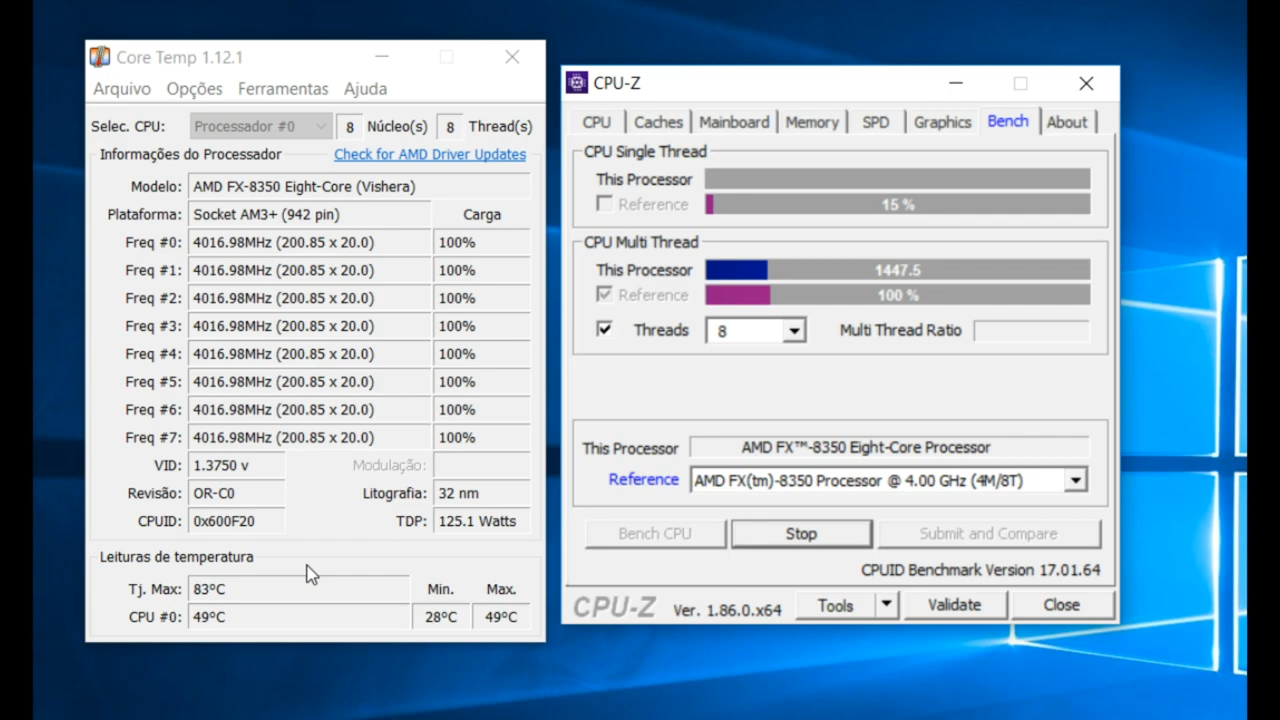 Core Temp 1.12.1
Arquivo Opções Ferramentas Ajuda
Selec. CPU: Processador #0 8 Núcleo(s) 8 Thread(s)
Informações do Processador Check for AMD Driver Updates
Modelo: AMD FX-8350 Eight-Core (Vishera)
Plataforma: Socket AM3+ (942 pin) Carga
Freq #0: 4016.98MHz (200.85 x 20.0) 100%
Freq #1: 4016.98MHz (200.85 x 20.0) 100%
Freq #2: 4016.98MHz (200.85 x 20.0) 100%
Freq #3: 4016.98MHz (200.85 x 20.0) 100%
Freq #4: 4016.98MHz (200.85 x 20.0) 100%
Freq #5: 4016.98MHz (200.85 x 20.0) 100%
Freq #6: 4016.98MHz (200.85 x 20.0) 100%
Freq #7: 4016.98MHz (200.85 x 20.0) 100%
VID: 1.3750 v Modulação:
Revisão: OR-C0 Litografia: 32 nm
CPUID: 0x600F20 TDP: 125.1 Watts
Leituras de temperatura
Tj. Max: 83ºC Min. Max.
CPU #0: 49ºC 28ºC 49ºC
CPU-Z
CPU Caches Mainboard Memory SPD Graphics Bench About
CPU Single Thread
This Processor
Reference 15 %
CPU Multi Thread
This Processor 1447.5
Reference 100 %
Threads 8 Multi Thread Ratio
This Processor AMD FX™-8350 Eight-Core Processor
Reference AMD FX(tm)-8350 Processor @ 4.00 GHz (4M/8T)
Bench CPU Stop Submit and Compare
CPUID Benchmark Version 17.01.64
CPU-Z Ver. 1.86.0.x64 Tools Validate Close